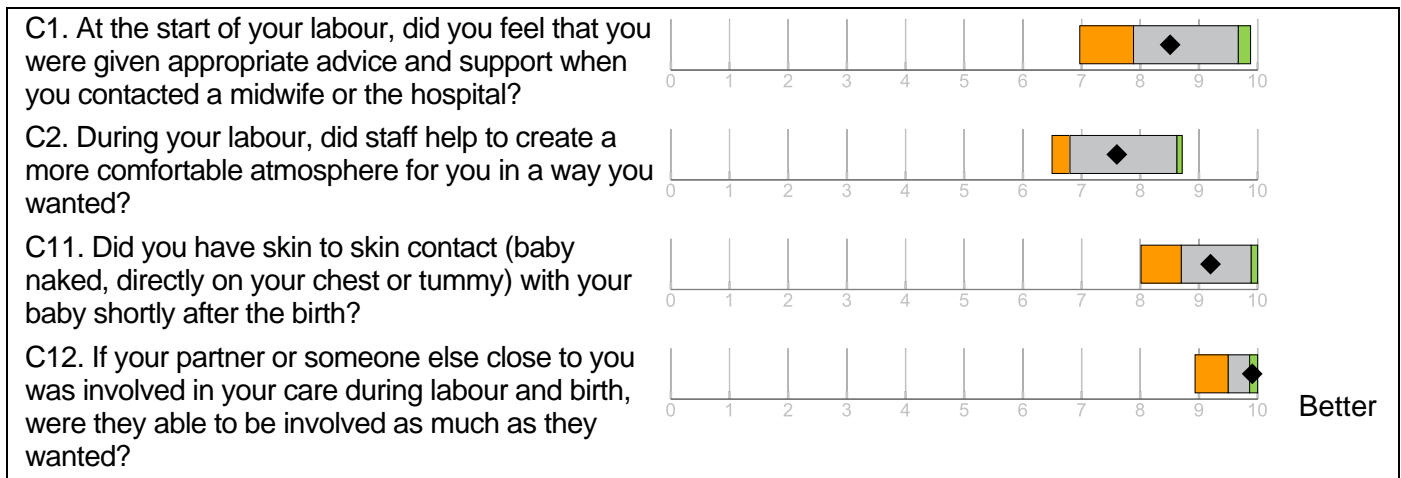 C1. At the start of your labour, did you feel that you
were given appropriate advice and support when
you contacted a midwife or the hospital?
0 1 2 3 4 5 6 7 8 9 10
C2. During your labour, did staff help to create a
more comfortable atmosphere for you in a way you
wanted?
0 1 2 3 4 5 6 7 8 9 10
C11. Did you have skin to skin contact (baby
naked, directly on your chest or tummy) with your
baby shortly after the birth?
0 1 2 3 4 5 6 7 8 9 10
C12. If your partner or someone else close to you
was involved in your care during labour and birth,
were they able to be involved as much as they
wanted?
0 1 2 3 4 5 6 7 8 9 10
Better